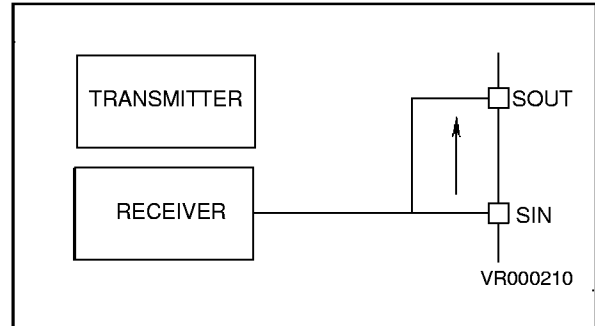 TRANSMITTER
SOUT
RECEIVER
SIN
VR000210